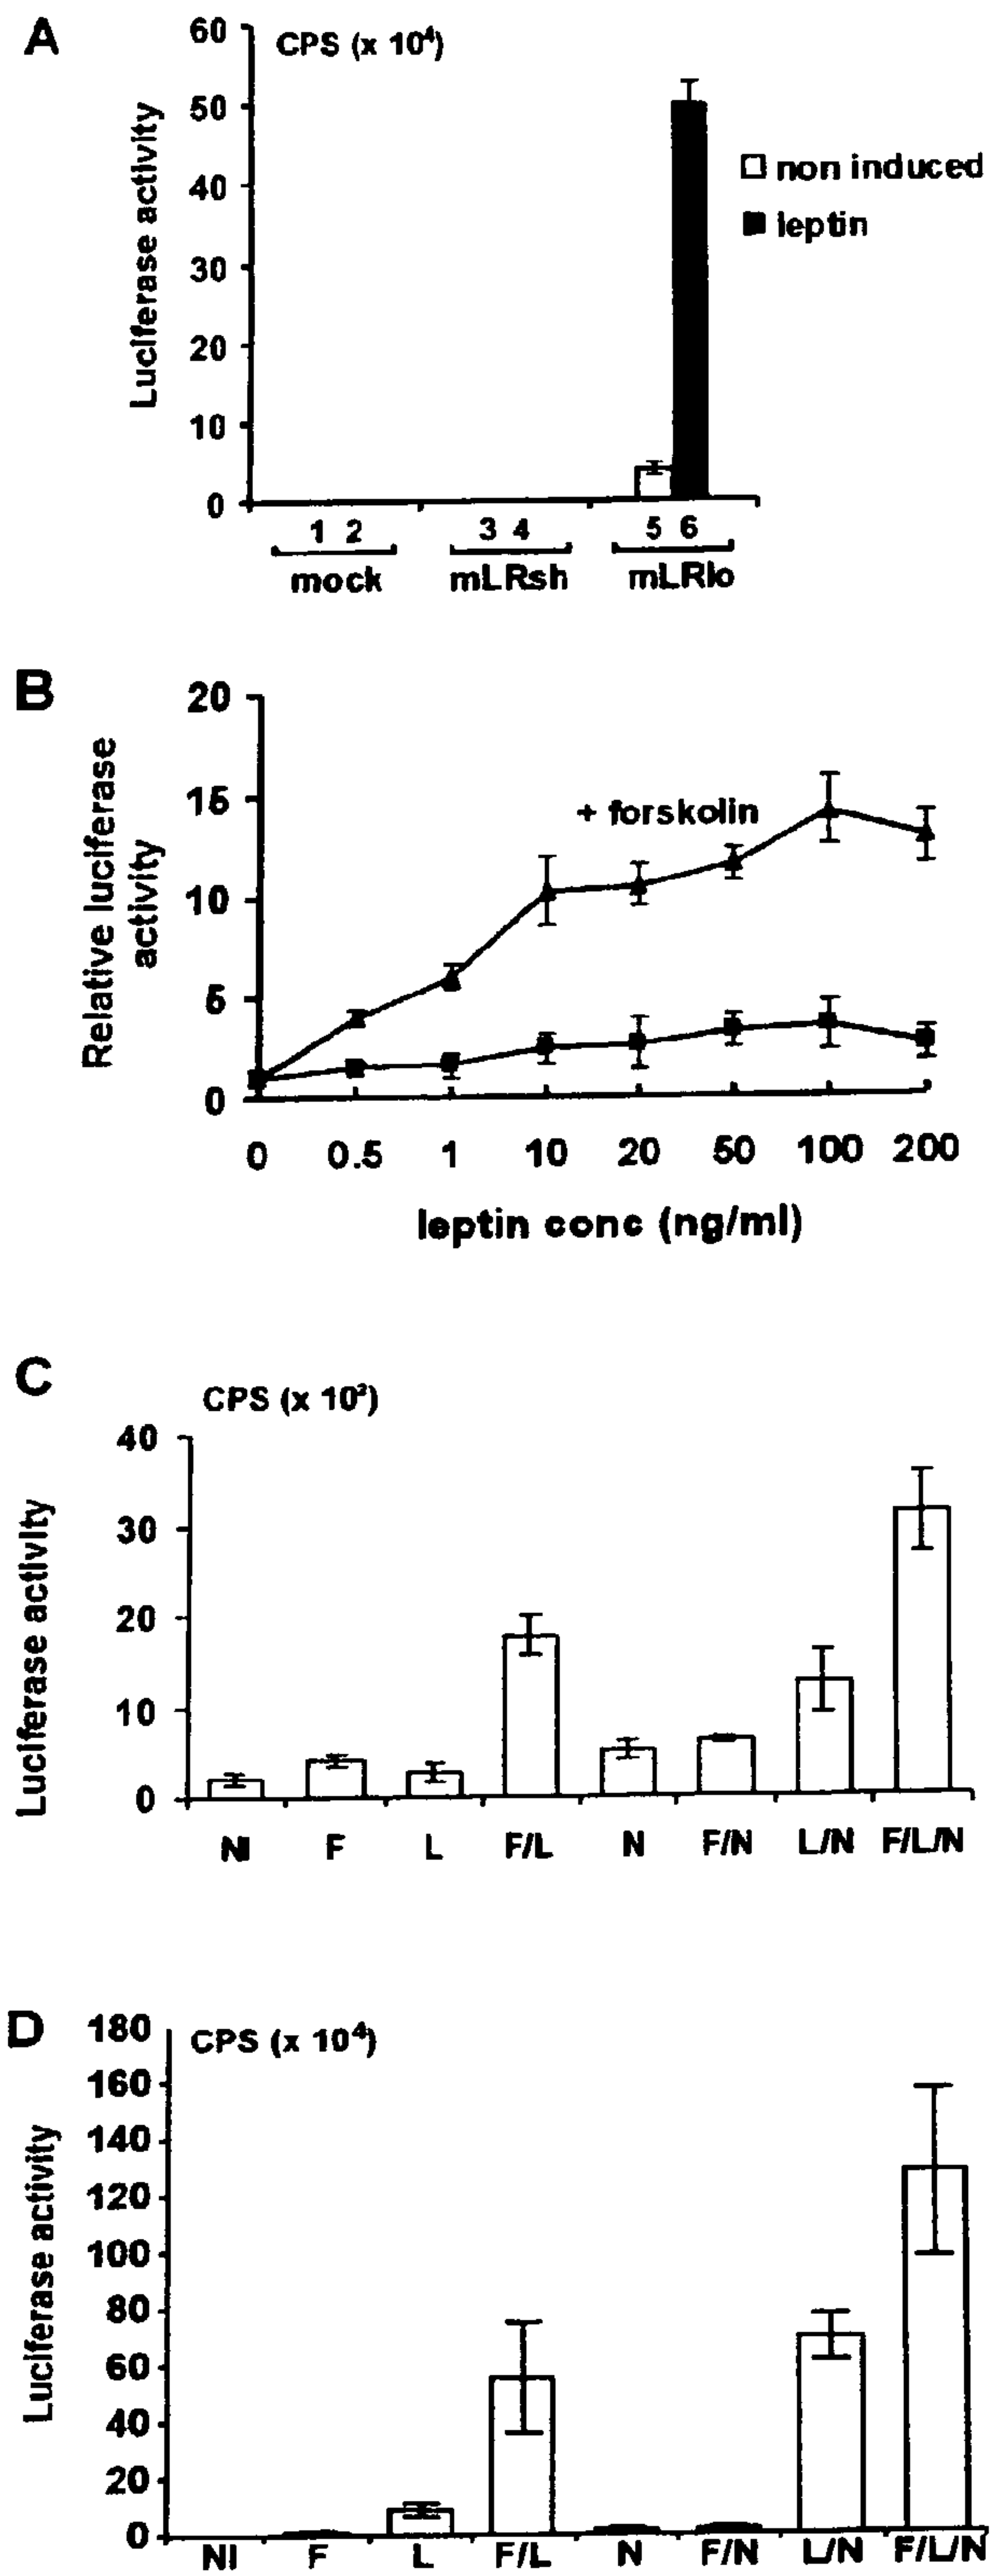 A
CPS (x 10⁴)
Luciferase activity
60
50
40
30
20
10
0
non induced
leptin
1 2
3 4
5 6
mock
mLRsh
mLRlo
B
Relative luciferase
activity
20
15
10
5
0
+ forskolin
0 0.5 1 10 20 50 100 200
leptin conc (ng/ml)
C
CPS (x 10²)
Luciferase activity
40
30
20
10
0
NI F L F/L N F/N L/N F/L/N
D
CPS (x 10⁴)
Luciferase activity
180
160
140
120
100
80
60
40
20
0
NI F L F/L N F/N L/N F/L/N